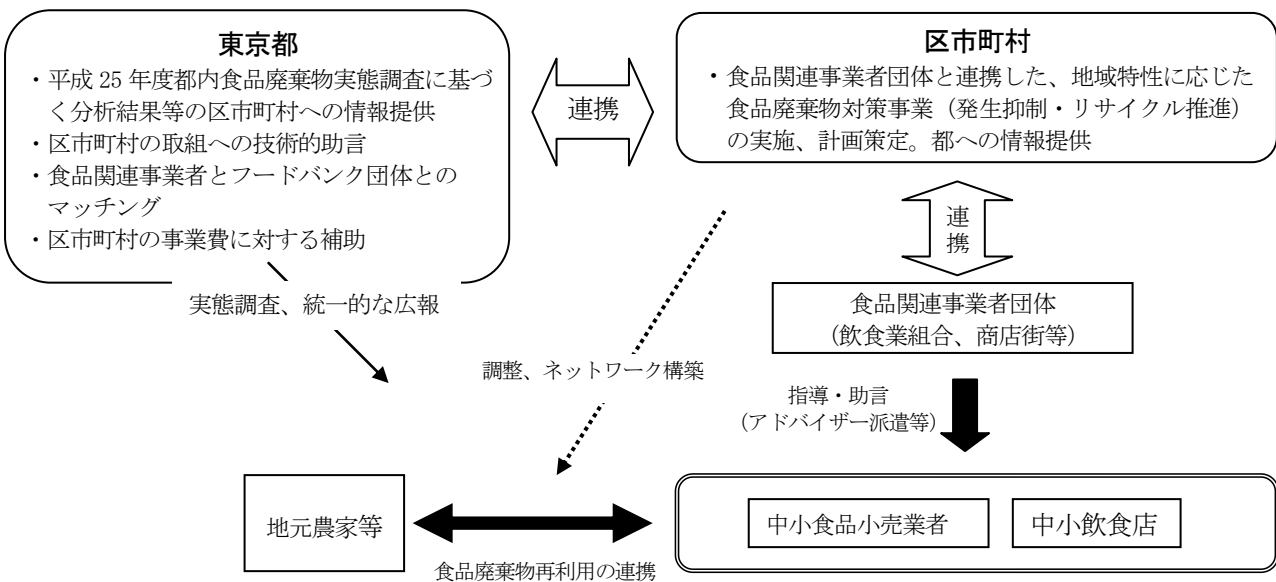 東京都
・平成 25 年度都内食品廃棄物実態調査に基づ
く分析結果等の区市町村への情報提供
・区市町村の取組への技術的助言
・食品関連事業者とフードバンク団体との
マッチング
・区市町村の事業費に対する補助
連携
区市町村
・食品関連事業者団体と連携した、地域特性に応じた
食品廃棄物対策事業（発生抑制・リサイクル推進）
の実施、計画策定。都への情報提供
連
携
実態調査、統一的な広報
食品関連事業者団体
(飲食業組合、商店街等)
調整、ネットワーク構築
指導・助言
（アドバイザー派遣等）
地元農家等
中小食品小売業者
中小飲食店
食品廃棄物再利用の連携